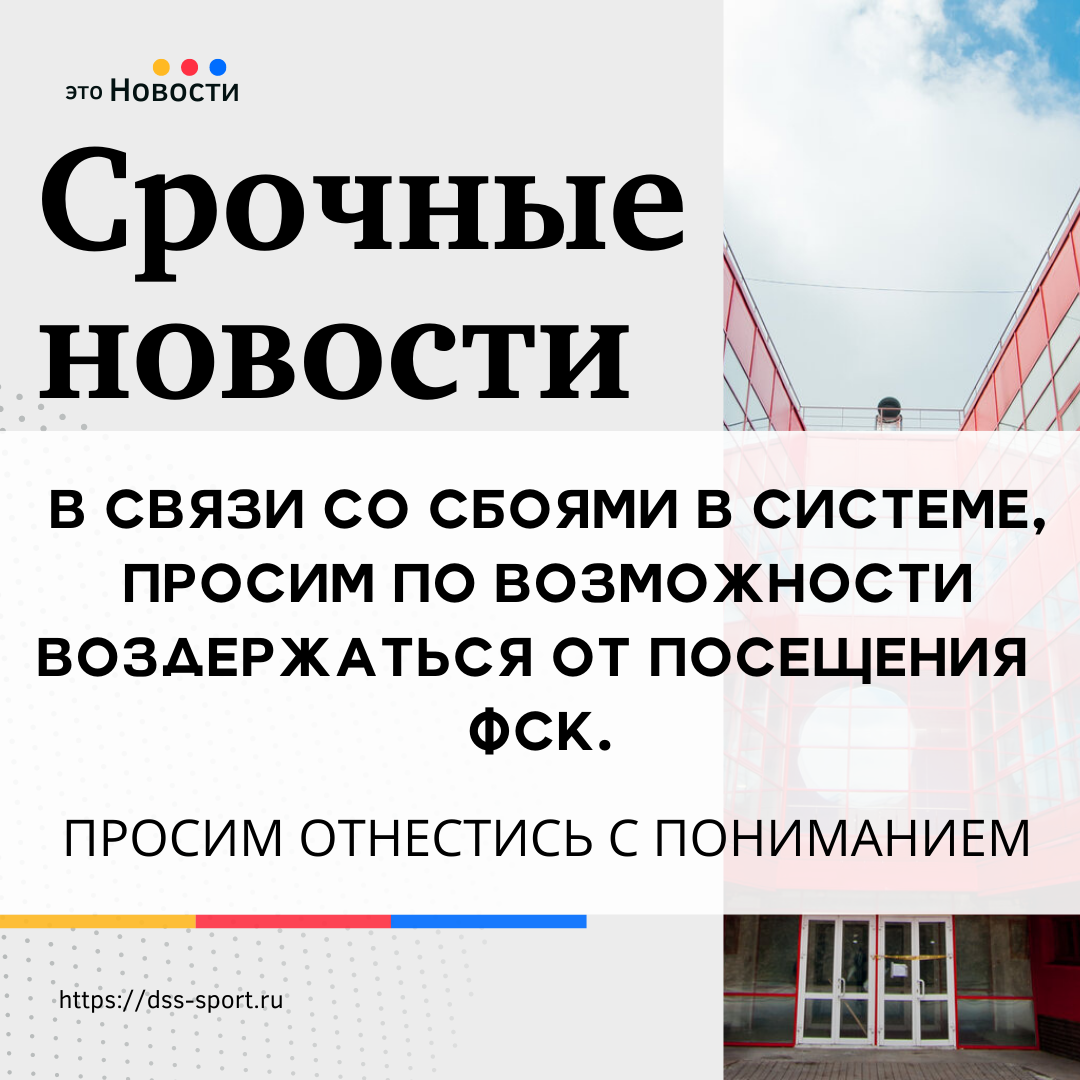 это Новости
Срочные
новости
В СВЯЗИ СО СБОЯМИ В СИСТЕМЕ,
ПРОСИМ ПО ВОЗМОЖНОСТИ
ВОЗДЕРЖАТЬСЯ ОТ ПОСЕЩЕНИЯ
ФСК.
ПРОСИМ ОТНЕСТИСЬ С ПОНИМАНИЕМ
https://dss-sport.ru